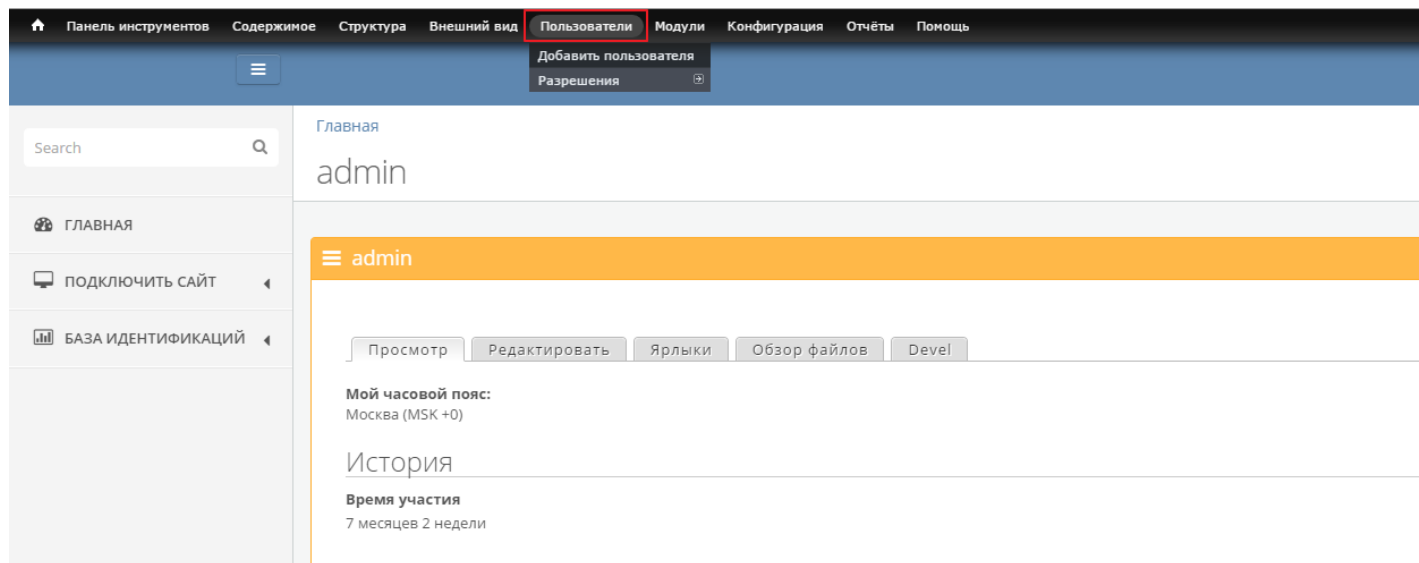 Панель инструментов Содержимое Структура Внешний вид Пользователи Модули Конфигурация Отчёты Помощь
Добавить пользователя
Разрешения
Search
Главная
admin
ГЛАВНАЯ
ПОДКЛЮЧИТЬ САЙТ
БАЗА ИДЕНТИФИКАЦИЙ
admin
Просмотр Редактировать Ярлыки Обзор файлов Devel
Мой часовой пояс:
Москва (MSK +0)
История
Время участия
7 месяцев 2 недели